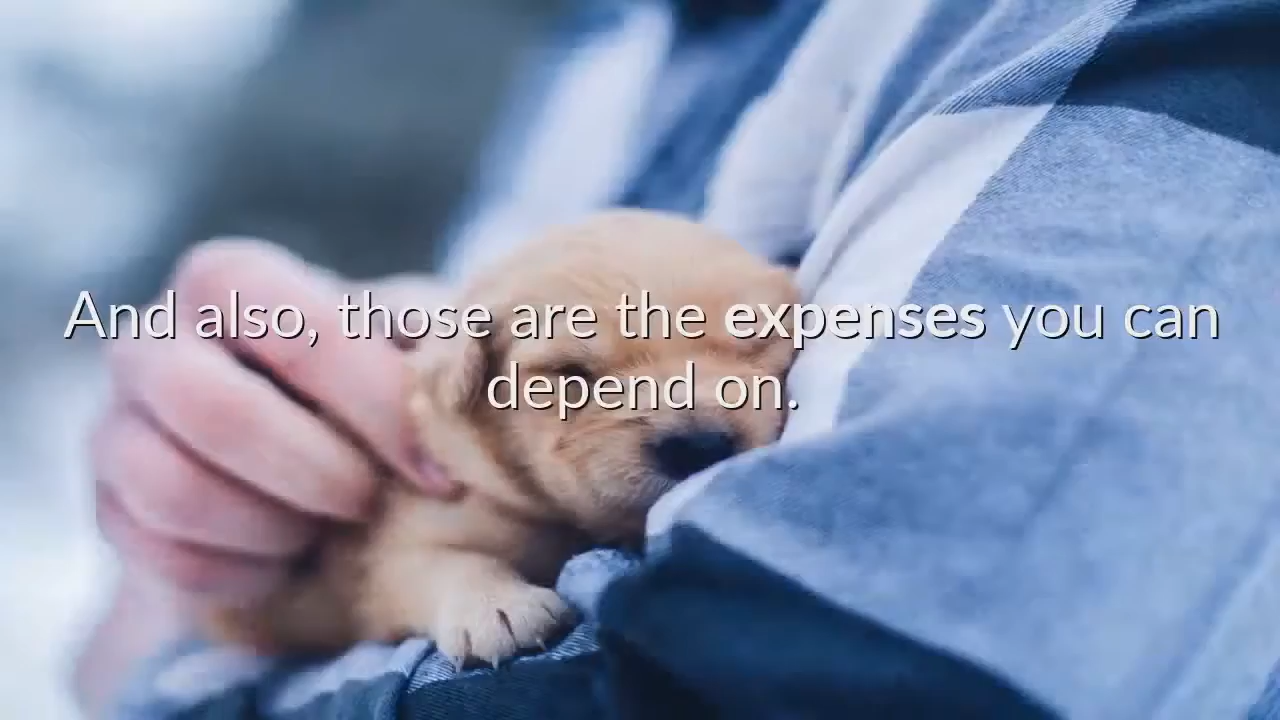 And also, those are the expenses you can
depend on.